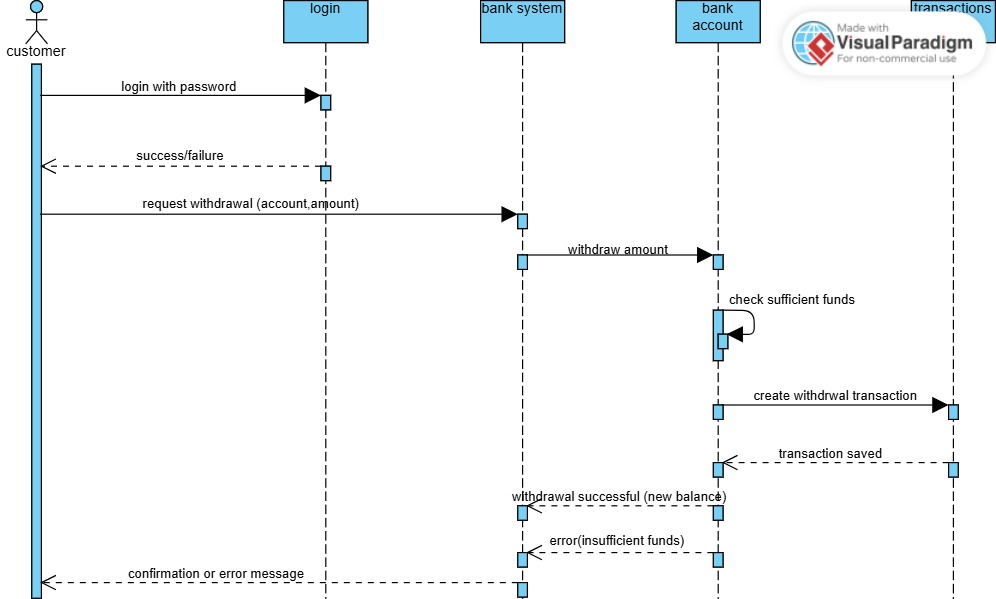 login
bank system
bank
account
transactions
Made with
VisualParadigm
For non-commercial use
customer
login with password
success/failure
request withdrawal (account,amount)
withdraw amount
check sufficient funds
create withdrwal transaction
transaction saved
withdrawal successful (new balance)
error(insufficient funds)
confirmation or error message